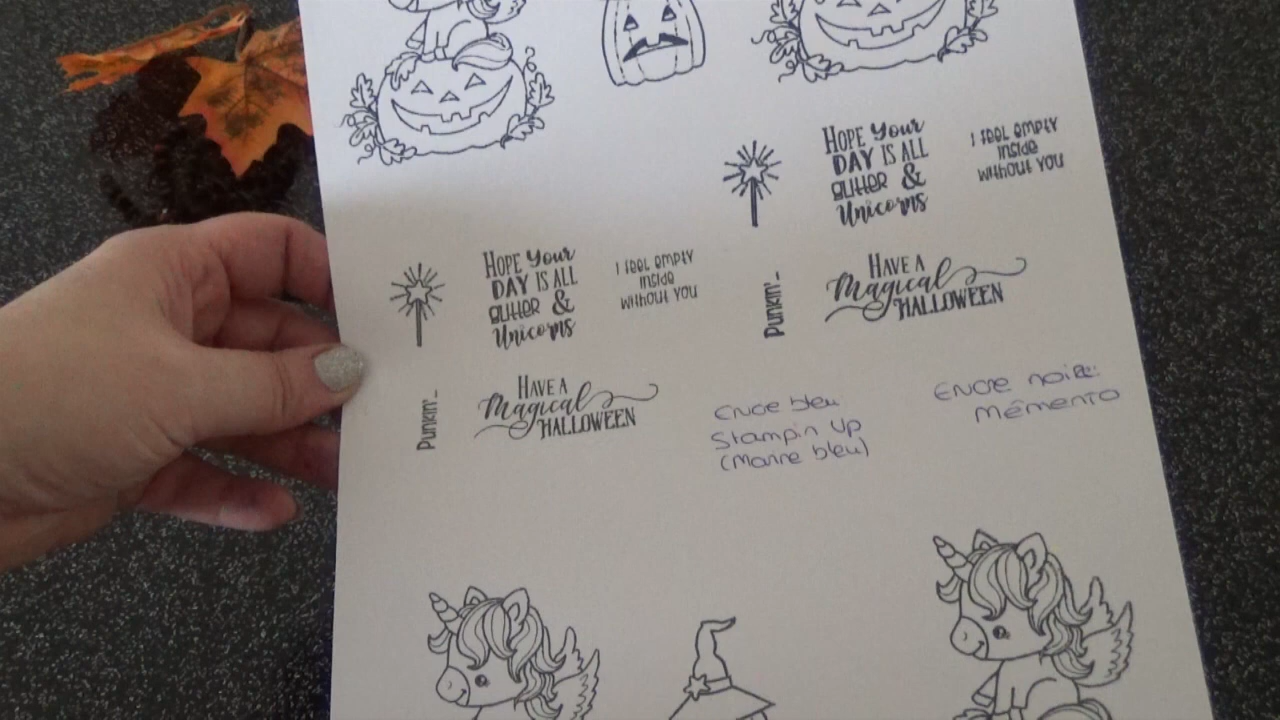 HOPE Your
DAY IS ALL
GLITTER &
Unicorns
I feel empty
inside
without you
HOPE Your
DAY IS ALL
GLITTER &
Unicorns
I feel empty
inside
without you
Punkin'...
HAVE A
Magical
HALLOWEEN
Punkin'...
HAVE A
Magical
HALLOWEEN
Encre bleu
Stampin Up
(Marine bleu)
Encre noire
Mémento